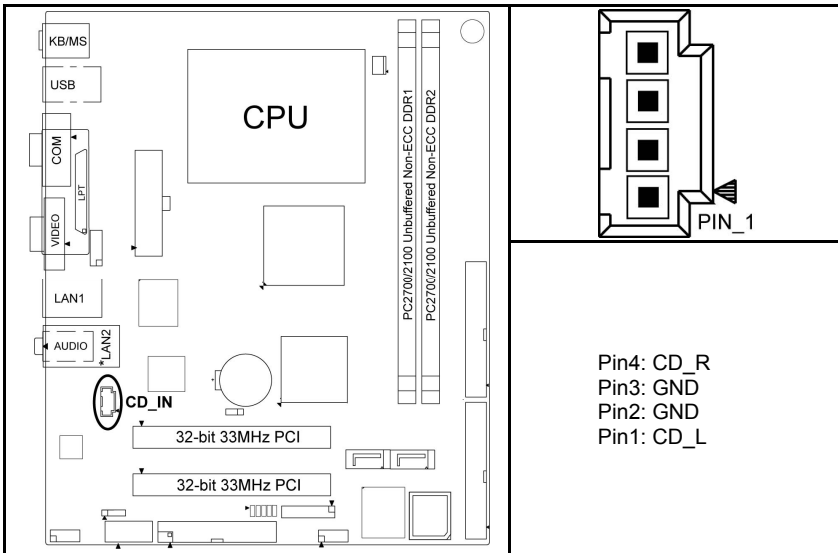 KB/MS
USB
CPU
COM
LPT
VIDEO
PC2700/2100 Unbuffered Non-ECC DDR1
PC2700/2100 Unbuffered Non-ECC DDR2
LAN1
AUDIO
*LAN2
CD_IN
32-bit 33MHz PCI
32-bit 33MHz PCI
PIN_1
Pin4: CD_R
Pin3: GND
Pin2: GND
Pin1: CD_L